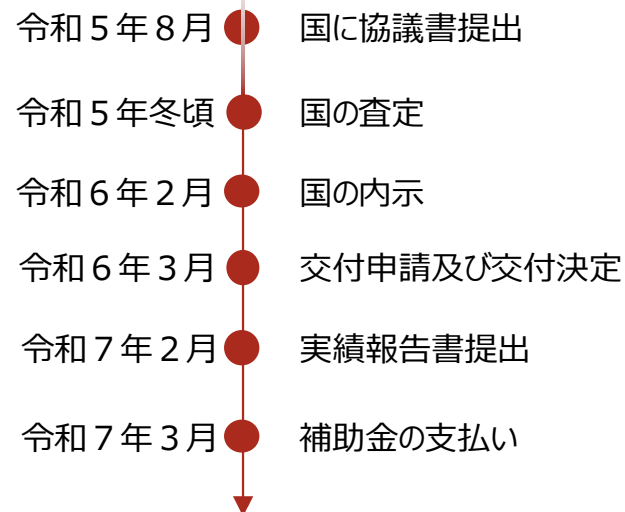 令和５年８月 国に協議書提出
令和５年冬頃 国の査定
令和６年２月 国の内示
令和６年３月 交付申請及び交付決定
令和７年２月 実績報告書提出
令和７年３月 補助金の支払い